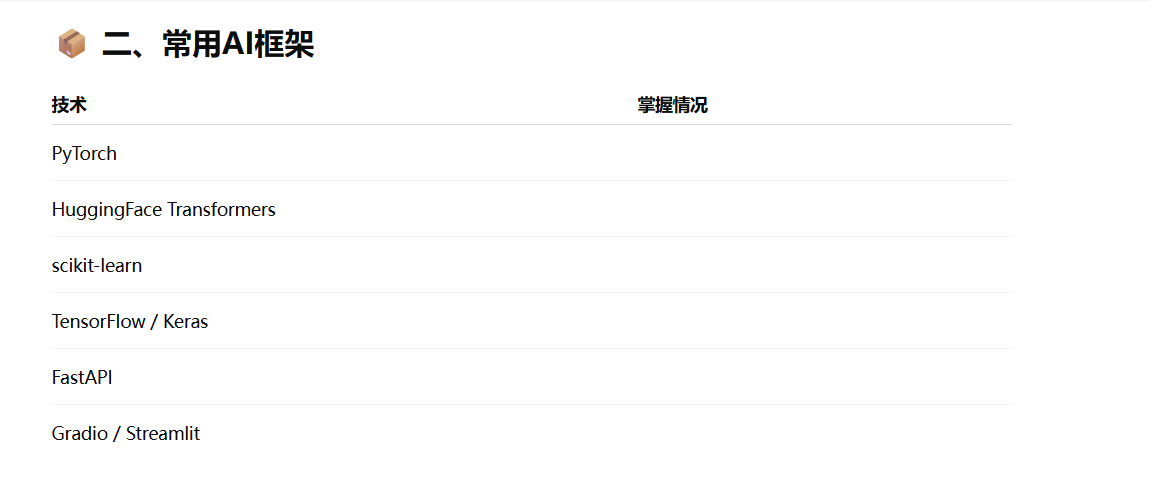 📦 二、常用AI框架
技术 掌握情况
PyTorch
HuggingFace Transformers
scikit-learn
TensorFlow / Keras
FastAPI
Gradio / Streamlit